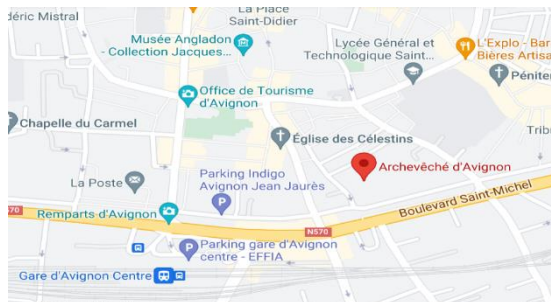 déric Mistral
La Place
Saint-Didier
Musée Angladon
- Collection Jacques...
Lycée Général et
Technologique Saint...
L'Explo - Bar
Bières Artisa
Péniten
Office de Tourisme
d'Avignon
Chapelle du Carmel
Église des Célestins
Tribu
Archevêché d'Avignon
La Poste
Parking Indigo
Avignon Jean Jaurès
P
Boulevard Saint-Michel
N570
Remparts d'Avignon
N570
P
Parking gare d'Avignon
centre - EFFIA
Gare d'Avignon Centre